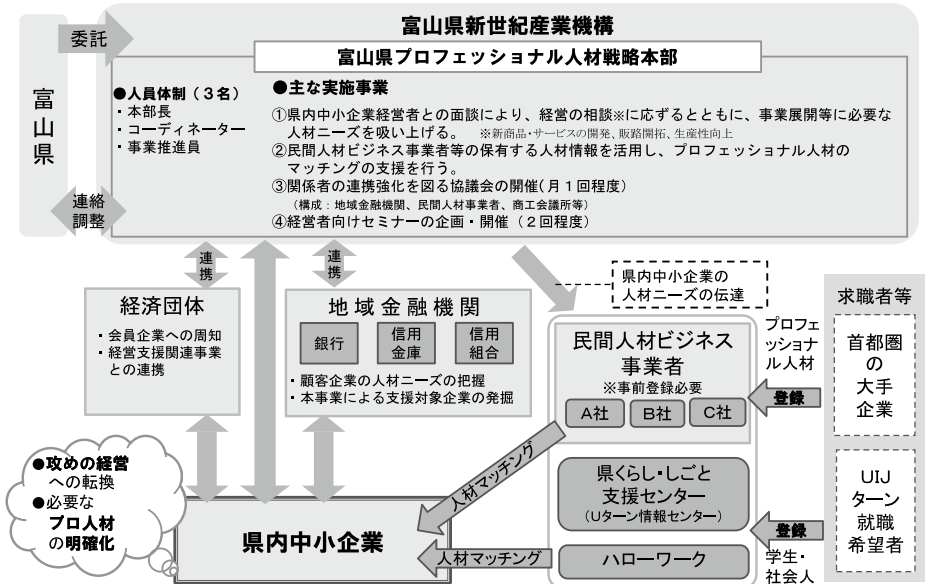 富山県新世紀産業機構
委託
富山県
連絡
調整
富山県プロフェッショナル人材戦略本部
●人員体制(3名)
・本部長
・コーディネーター
・事業推進員
●主な実施事業
①県内中小企業経営者との面談により、経営の相談※に応ずるとともに、事業展開等に必要な
人材ニーズを吸い上げる。 ※新商品・サービスの開発、販路開拓、生産性向上
②民間人材ビジネス事業者等の保有する人材情報を活用し、プロフェッショナル人材の
マッチングの支援を行う。
③関係者の連携強化を図る協議会の開催(月1回程度)
(構成:地域金融機関、民間人材事業者、商工会議所等)
④経営者向けセミナーの企画・開催(2回程度)
連携
連携
経済団体
・会員企業への周知
・経営支援関連事業
との連携
地域金融機関
銀行
信用
金庫
信用
組合
・顧客企業の人材ニーズの把握
・本事業による支援対象企業の発掘
県内中小企業の
人材ニーズの伝達
民間人材ビジネス
事業者
※事前登録必要
A社
B社
C社
県くらし・しごと
支援センター
(Uターン情報センター)
ハローワーク
プロフェ
ッショナ
ル人材
登録
登録
学生・
社会人
求職者等
首都圏
の
大手
企業
UIJ
ターン
就職
希望者
人材マッチング
人材マッチング
●攻めの経営
への転換
●必要な
プロ人材
の明確化
県内中小企業